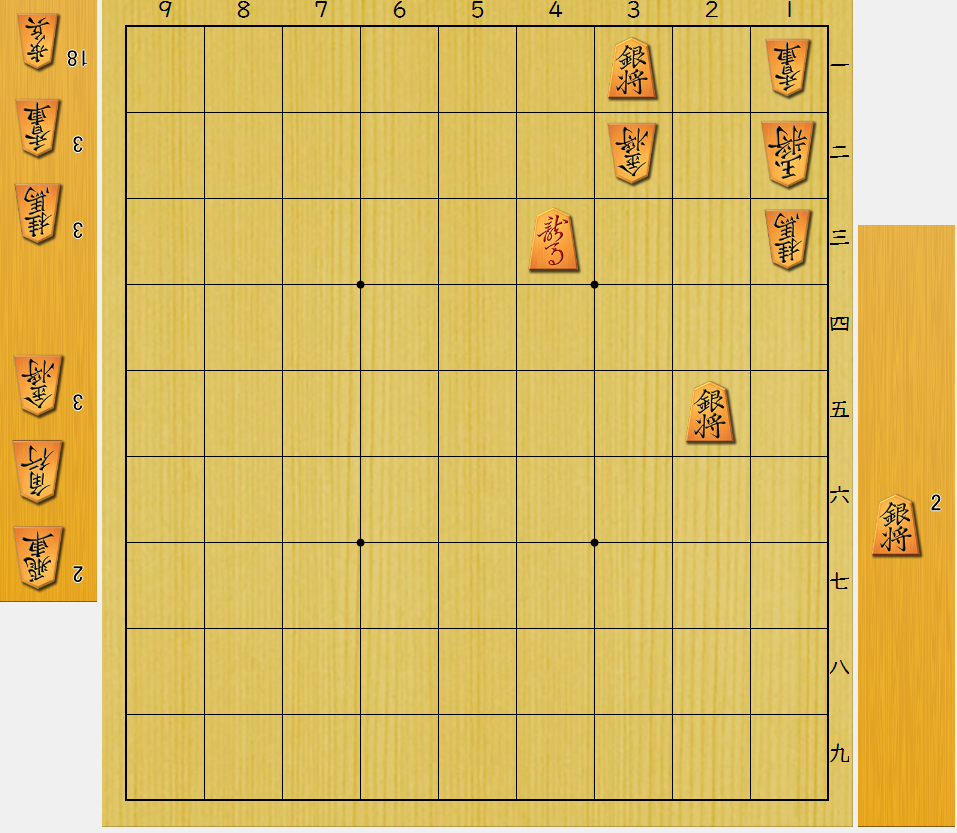 9 8 7 6 5 4 3 2 1
歩兵 18
香車 3
桂馬 3
金将 3
角行
飛車 2
銀将 香車 一
金将 玉将 二
龍馬 桂馬 三
四
銀将 五
六
七
八
九
銀将 2